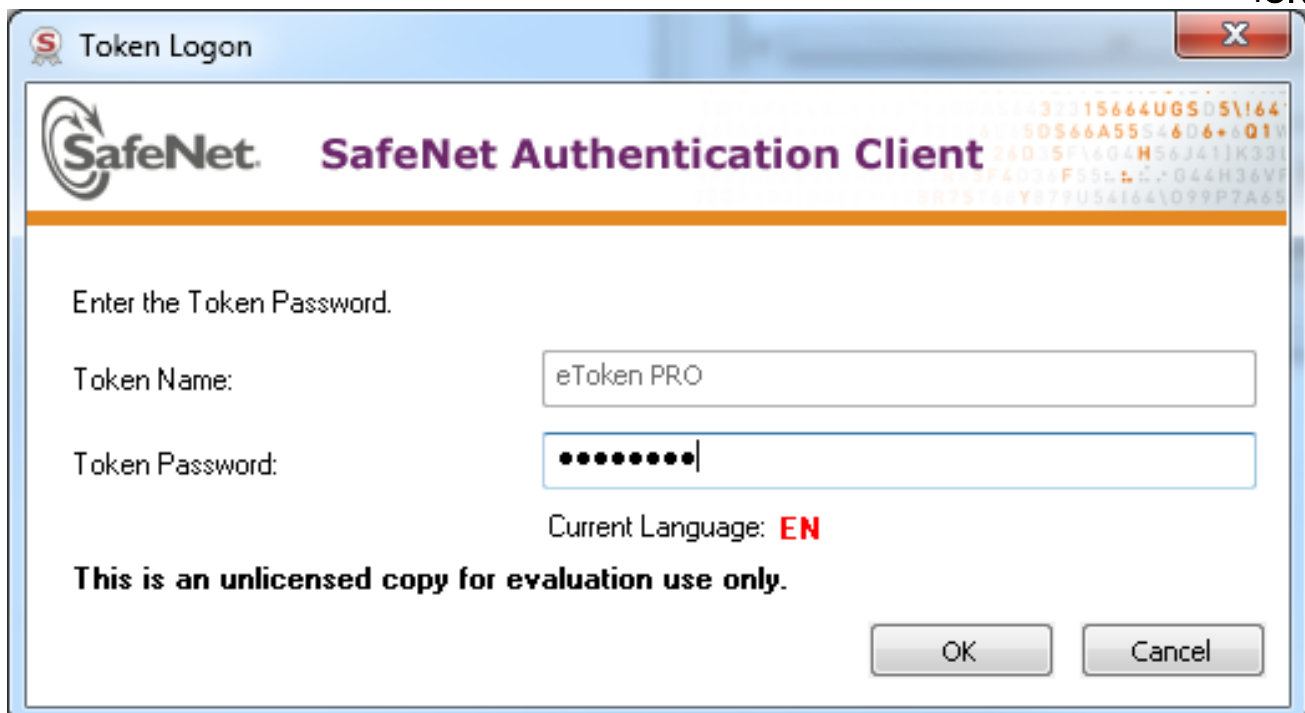 Token Logon
SafeNet. SafeNet Authentication Client
Enter the Token Password.
Token Name: eToken PRO
Token Password: ••••••••
Current Language: EN
This is an unlicensed copy for evaluation use only.
OK Cancel